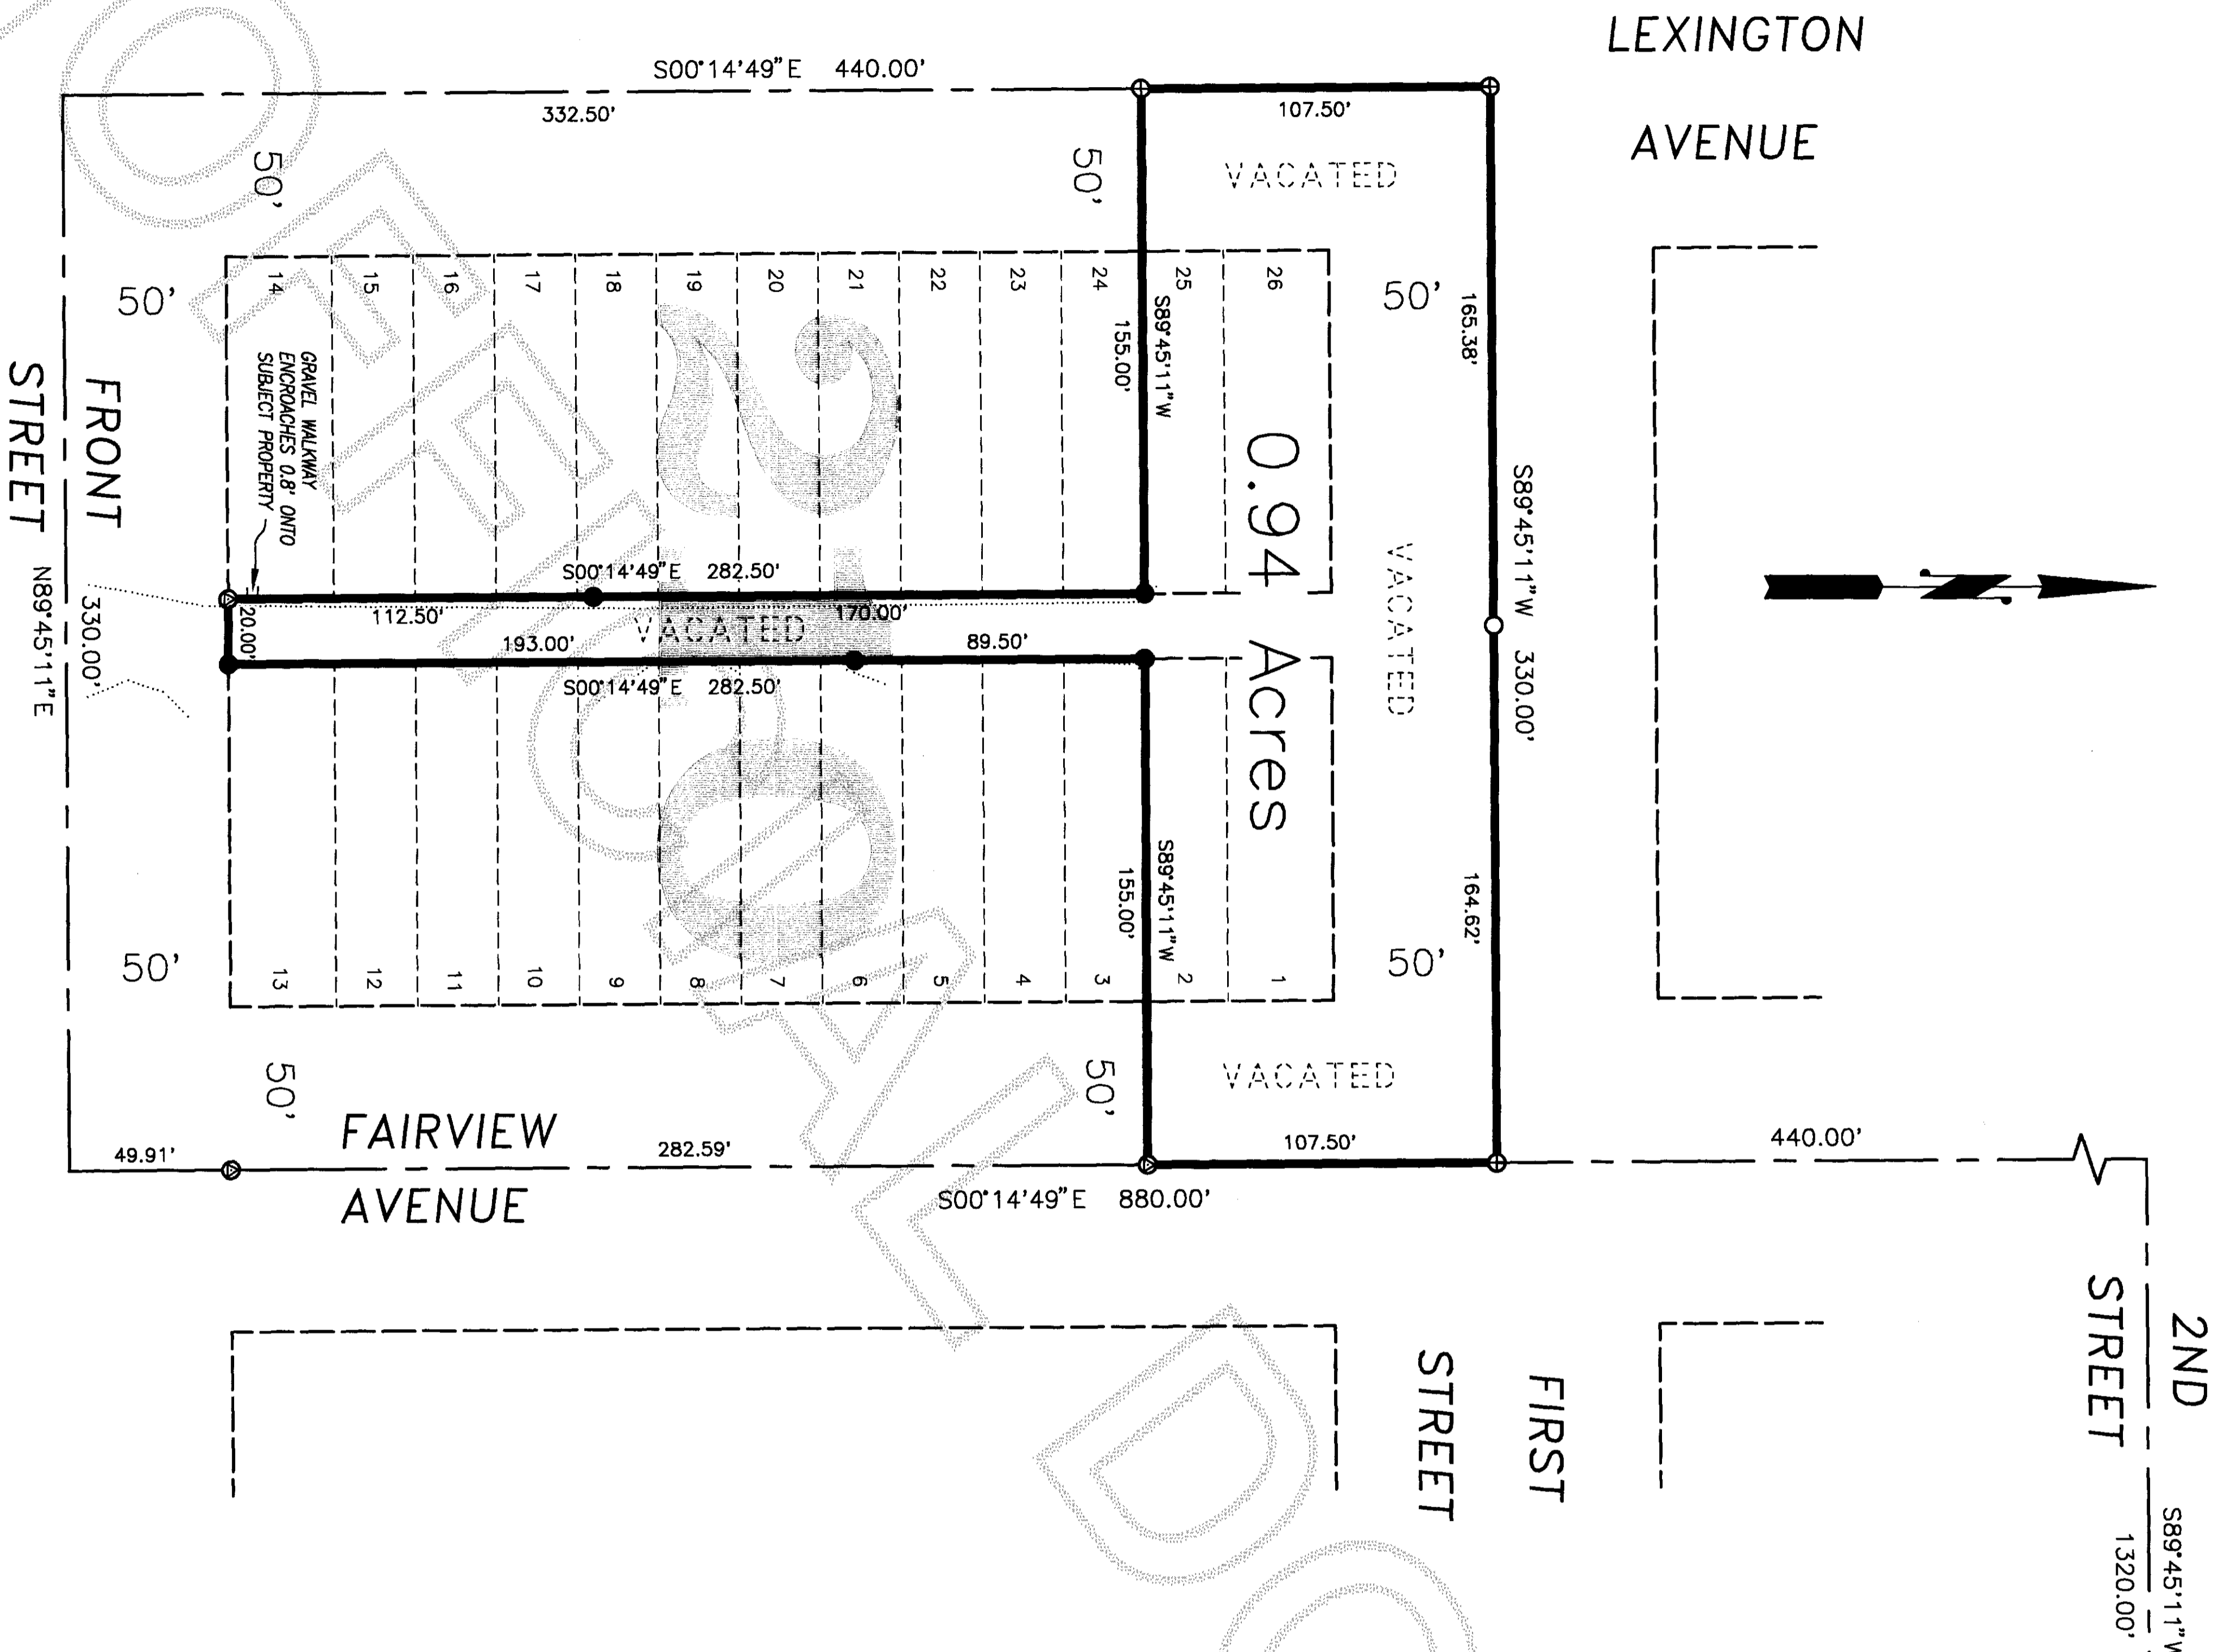 LEXINGTON
AVENUE
S00°14'49"E 440.00'
332.50'
107.50'
VACATED
50'
50'
50'
50'
14
15
16
17
18
19
20
21
22
23
24
25
26
S89°45'11"W
155.00'
165.38'
S89°45'11"W 330.00'
164.62'
0.94 Acres
VACATED
GRAVEL WALKWAY
ENCROACHES 0.8' ONTO
SUBJECT PROPERTY
FRONT
STREET
N89°45'11"E
330.00'
20.00'
S00°14'49"E 282.50'
112.50'
170.00'
VACATED
193.00'
89.50'
S00°14'49"E 282.50'
S89°45'11"W
155.00'
13
12
11
10
9
8
7
6
5
4
3
2
1
50'
50'
50'
50'
VACATED
FAIRVIEW
AVENUE
49.91'
282.59'
107.50'
440.00'
S00°14'49"E 880.00'
FIRST
STREET
2ND
STREET
S89°45'11"W
1320.00'